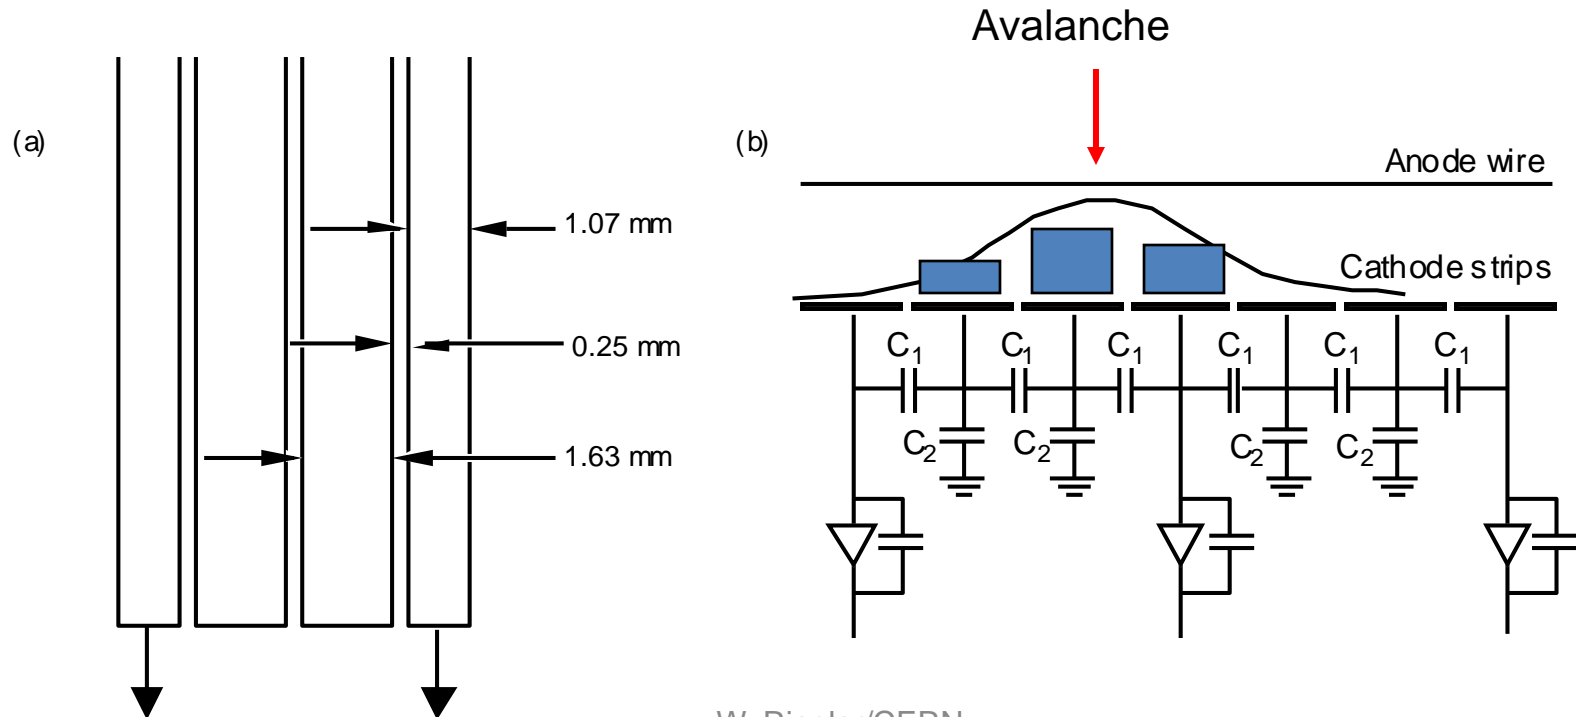 Avalanche
(a)
1.07 mm
0.25 mm
1.63 mm
(b)
Anode wire
Cathode strips
C1 C1 C1 C1 C1 C1
C2 C2 C2 C2